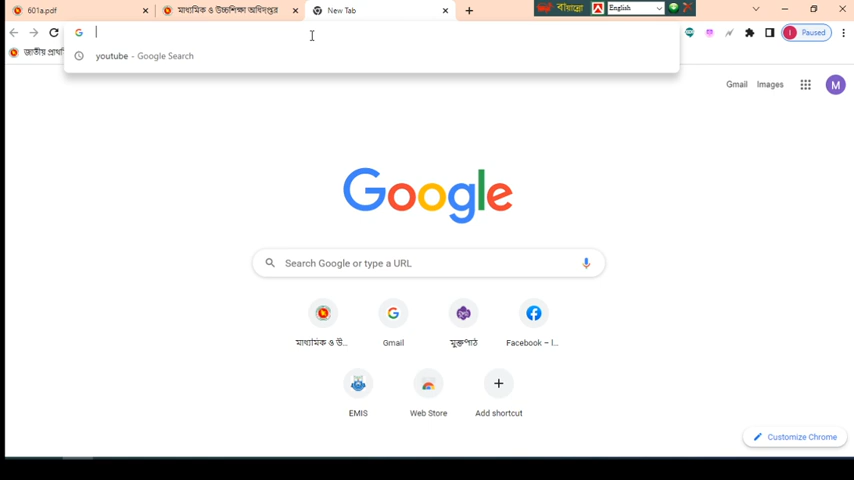 601a.pdf
মাধ্যমিক ও উচ্চশিক্ষা অধিদপ্তর
New Tab
বায়ান্নো
English
Paused
youtube - Google Search
Gmail
Images
M
Google
Search Google or type a URL
মাধ্যমিক ও উ...
Gmail
মুক্তপাঠ
Facebook – l...
EMIS
Web Store
Add shortcut
Customize Chrome